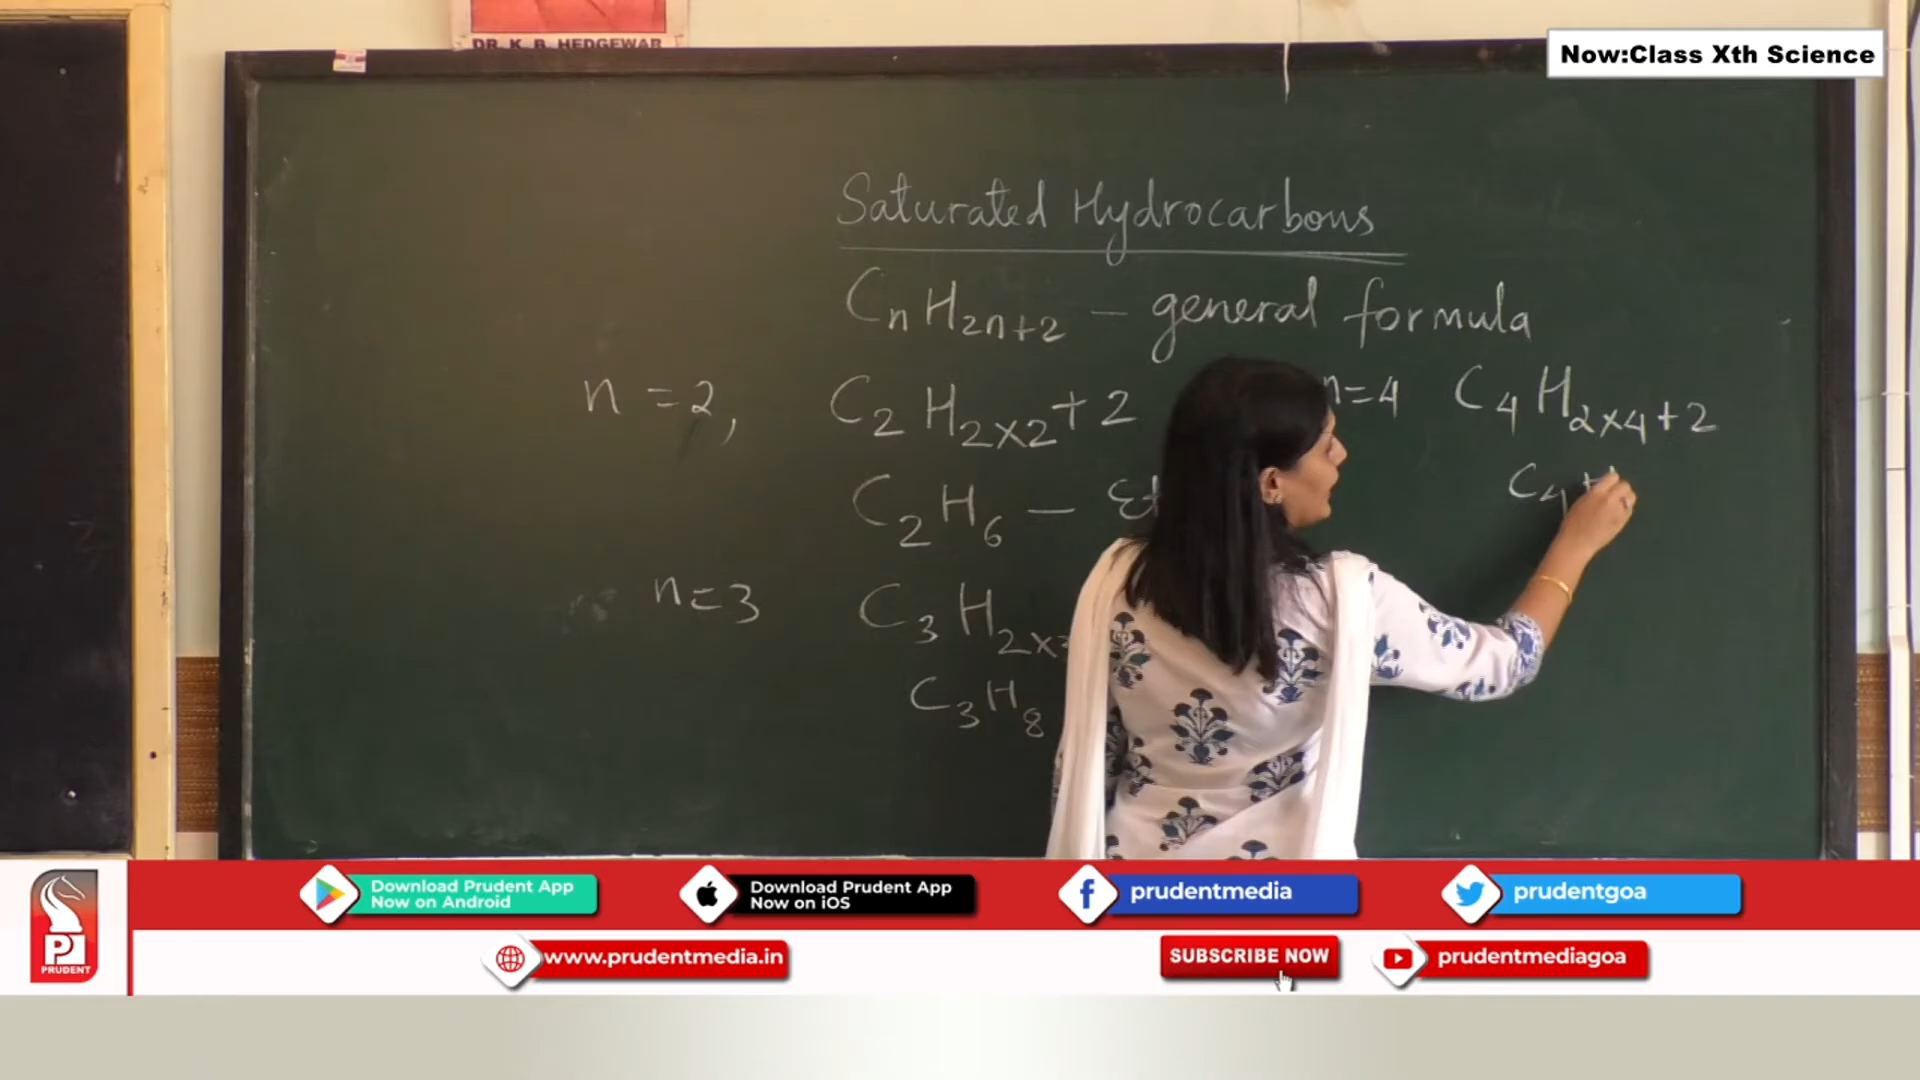 DR. K. B. HEDGEWAR
Now:Class Xth Science
Saturated Hydrocarbons
CnH2n+2 – general formula
n = 2, C2H2x2+2
n=4 C4H2x4+2
C2H6 –
C4
n=3 C3H2x
C3H8
Download Prudent App
Now on Android
Download Prudent App
Now on iOS
prudentmedia
prudentgoa
PRUDENT
www.prudentmedia.in
SUBSCRIBE NOW
prudentmediagoa